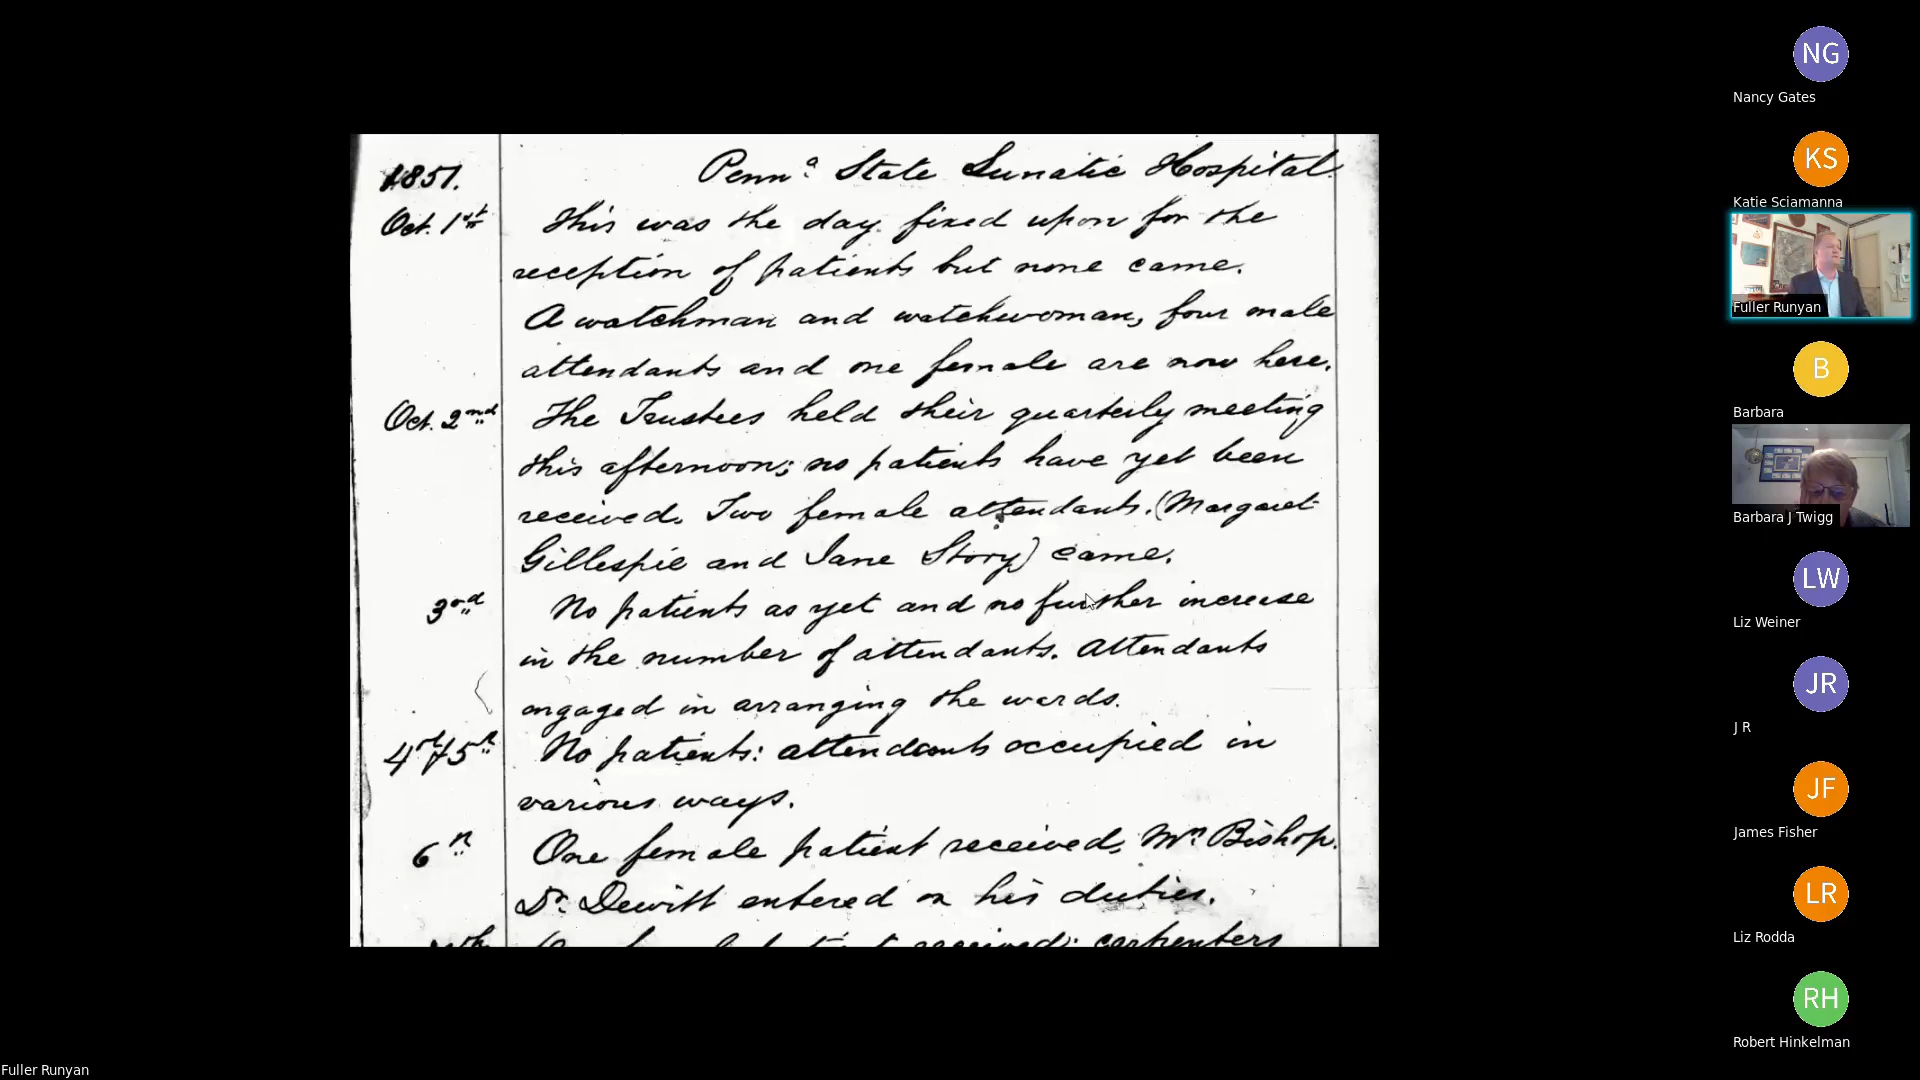 1851. Penn.a State Lunatic Hospital.
Oct. 1st This was the day fixed upon for the
reception of patients but none came.
A watchman and watchwoman, four male
attendants and one female are now here.
Oct. 2nd The Trustees held their quarterly meeting
this afternoon; no patients have yet been
received. Two female attendants. (Margaret
Gillespie and Jane Story) came.
3rd No patients as yet and no further increase
in the number of attendants. Attendants
engaged in arranging the wards.
4th & 5th No patients: attendants occupied in
various ways.
6th One female patient received, Mrs. Bishop.
Dr. Dewitt entered on his duties.
received; carpenters
NG
Nancy Gates
KS
Katie Sciamanna
Fuller Runyan
B
Barbara
Barbara J Twigg
LW
Liz Weiner
JR
J R
JF
James Fisher
LR
Liz Rodda
RH
Robert Hinkelman
Fuller Runyan